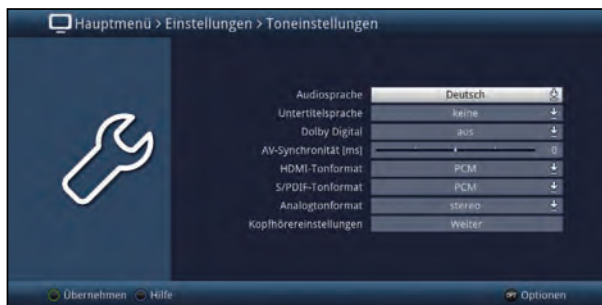 Hauptmenü > Einstellungen > Toneinstellungen
Audiosprache Deutsch
Untertitelsprache keine
Dolby Digital aus
AV-Synchronität [ms] 0
HDMI-Tonformat PCM
S/PDIF-Tonformat PCM
Analogtonformat stereo
Kopfhörereinstellungen Weiter
Übernehmen Hilfe OPT Optionen